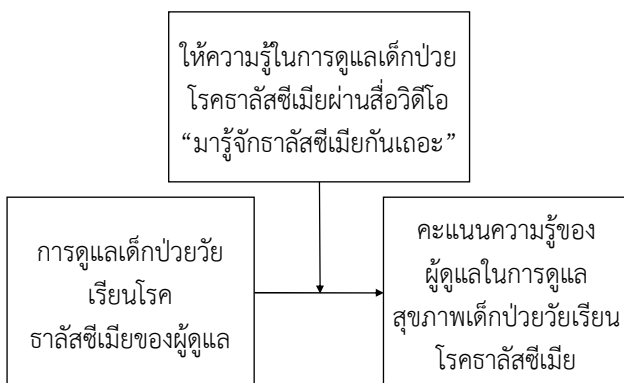 ให้ความรู้ในการดูแลเด็กป่วย
โรคธาลัสซีเมียผ่านสื่อวิดีโอ
“มารู้จักธาลัสซีเมียกันเถอะ”
การดูแลเด็กป่วยวัย
เรียนโรค
ธาลัสซีเมียของผู้ดูแล
คะแนนความรู้ของ
ผู้ดูแลในการดูแล
สุขภาพเด็กป่วยวัยเรียน
โรคธาลัสซีเมีย